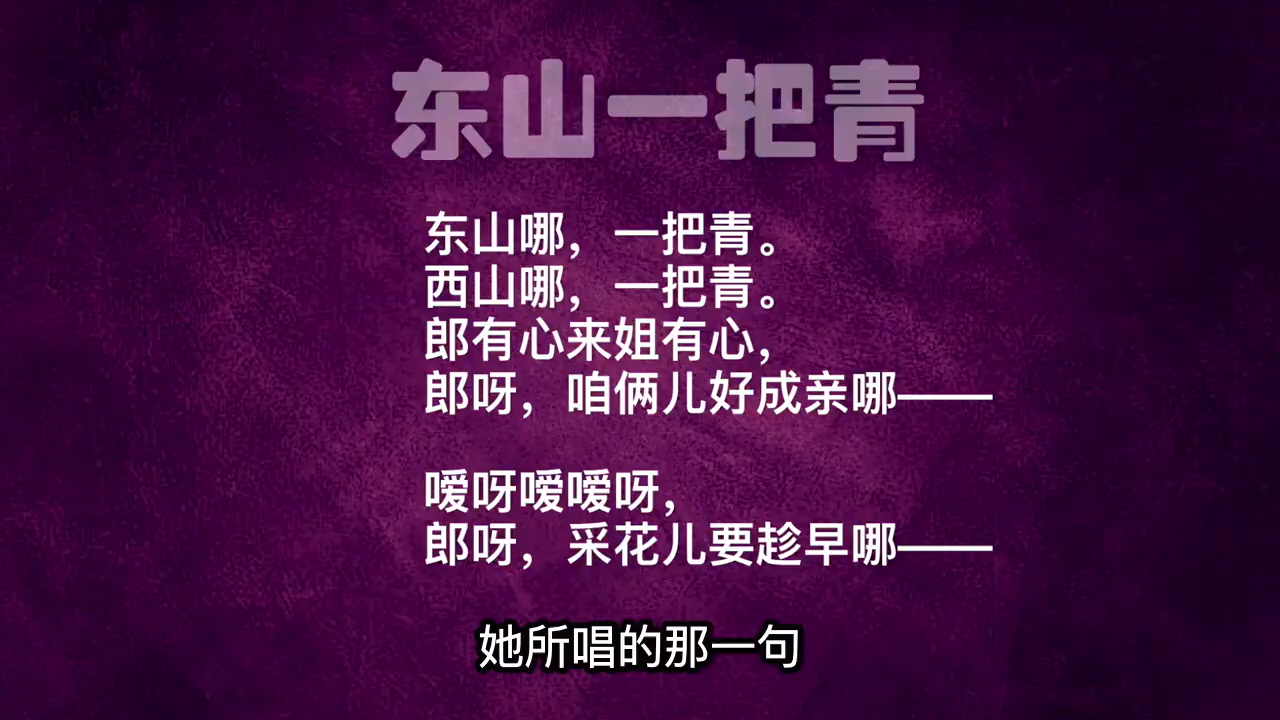 东山一把青
东山哪，一把青。
西山哪，一把青。
郎有心来姐有心，
郎呀，咱俩儿好成亲哪——
嗳呀嗳嗳呀，
郎呀，采花儿要趁早哪——
她所唱的那一句